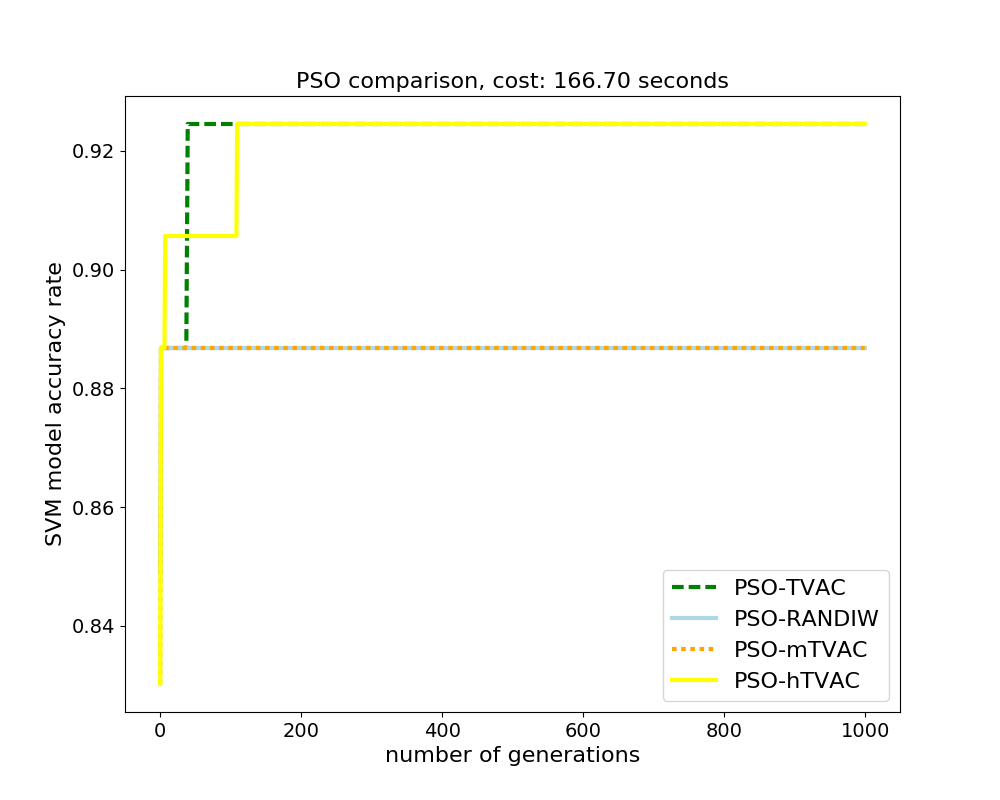 PSO comparison, cost: 166.70 seconds
SVM model accuracy rate
0.92
0.90
0.88
0.86
0.84
0 200 400 600 800 1000
number of generations
PSO-TVAC
PSO-RANDIW
PSO-mTVAC
PSO-hTVAC